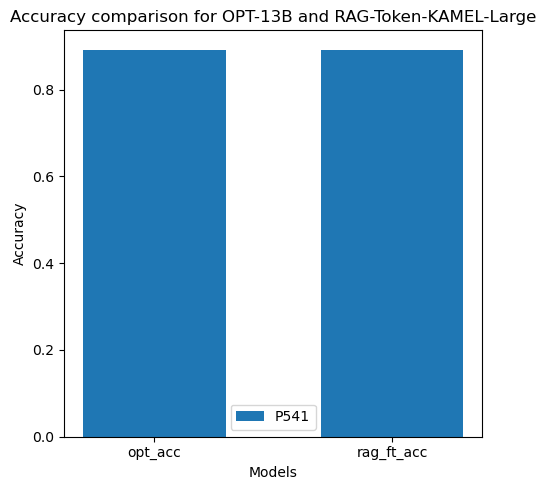 Accuracy comparison for OPT-13B and RAG-Token-KAMEL-Large
Accuracy
0.8
0.6
0.4
0.2
0.0
P541
opt_acc rag_ft_acc
Models